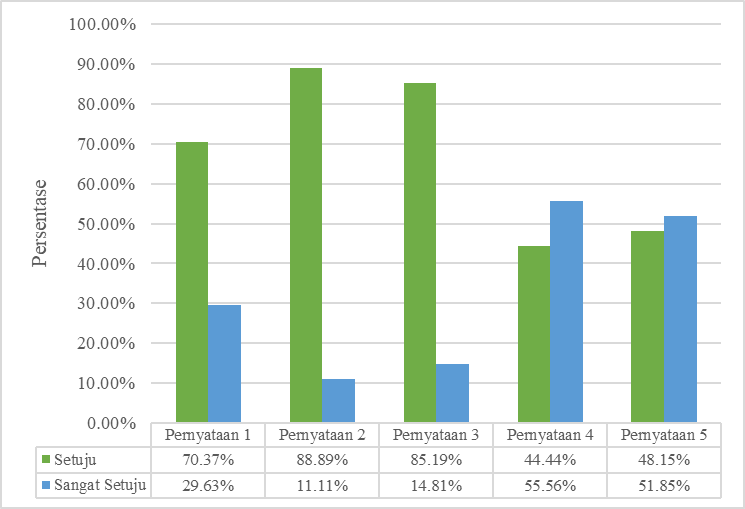 100.00%
90.00%
80.00%
70.00%
60.00%
50.00%
40.00%
30.00%
20.00%
10.00%
0.00%
Persentase
Pernyataan 1 Pernyataan 2 Pernyataan 3 Pernyataan 4 Pernyataan 5
Setuju 70.37% 88.89% 85.19% 44.44% 48.15%
Sangat Setuju 29.63% 11.11% 14.81% 55.56% 51.85%